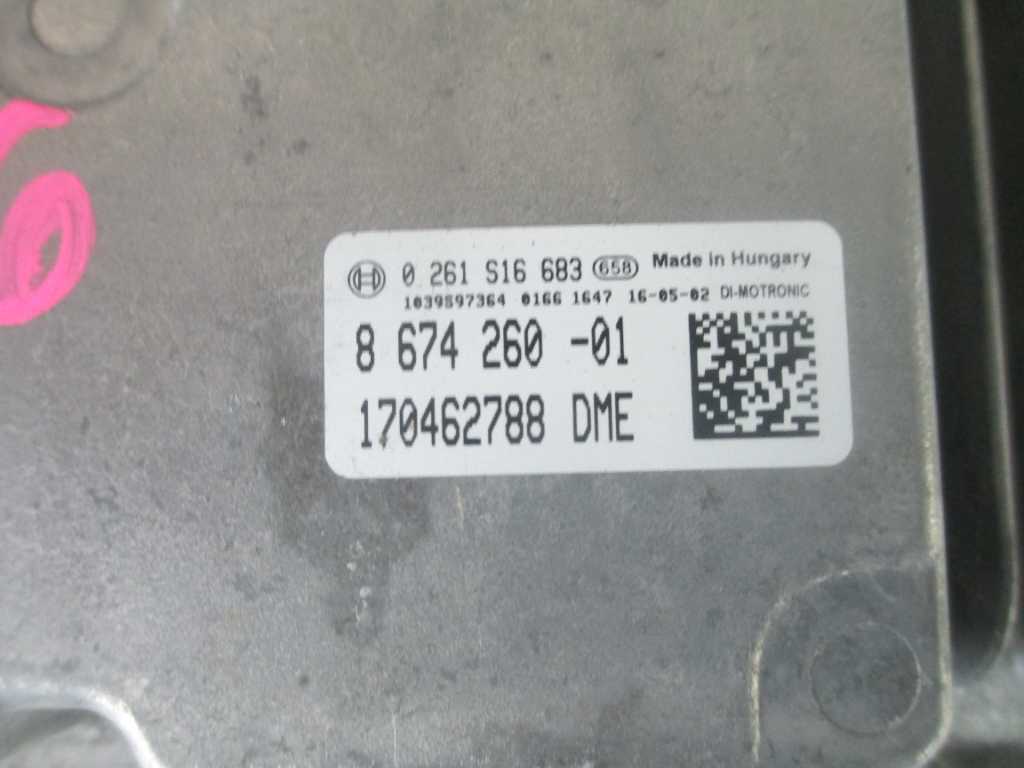 0 261 S16 683 658 Made in Hungary
1039S97364 0166 1647 16-05-02 DI-MOTRONIC
8 674 260 -01
170462788 DME